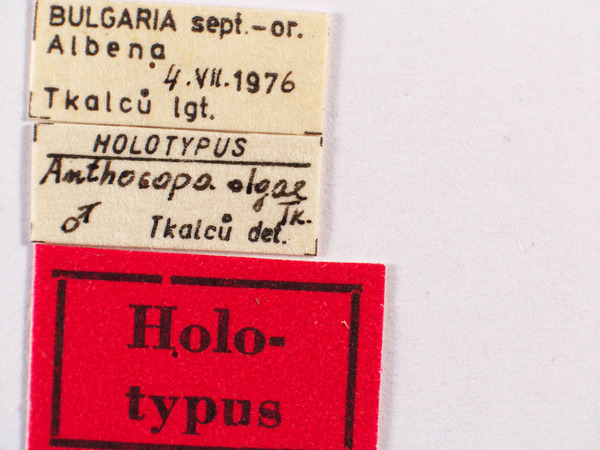 BULGARIA sept.-or.
Albena
4.VII.1976
Tkalců lgt.
HOLOTYPUS
Anthocopa olgae
Tk.
♂ Tkalců det.
Holo-
typus